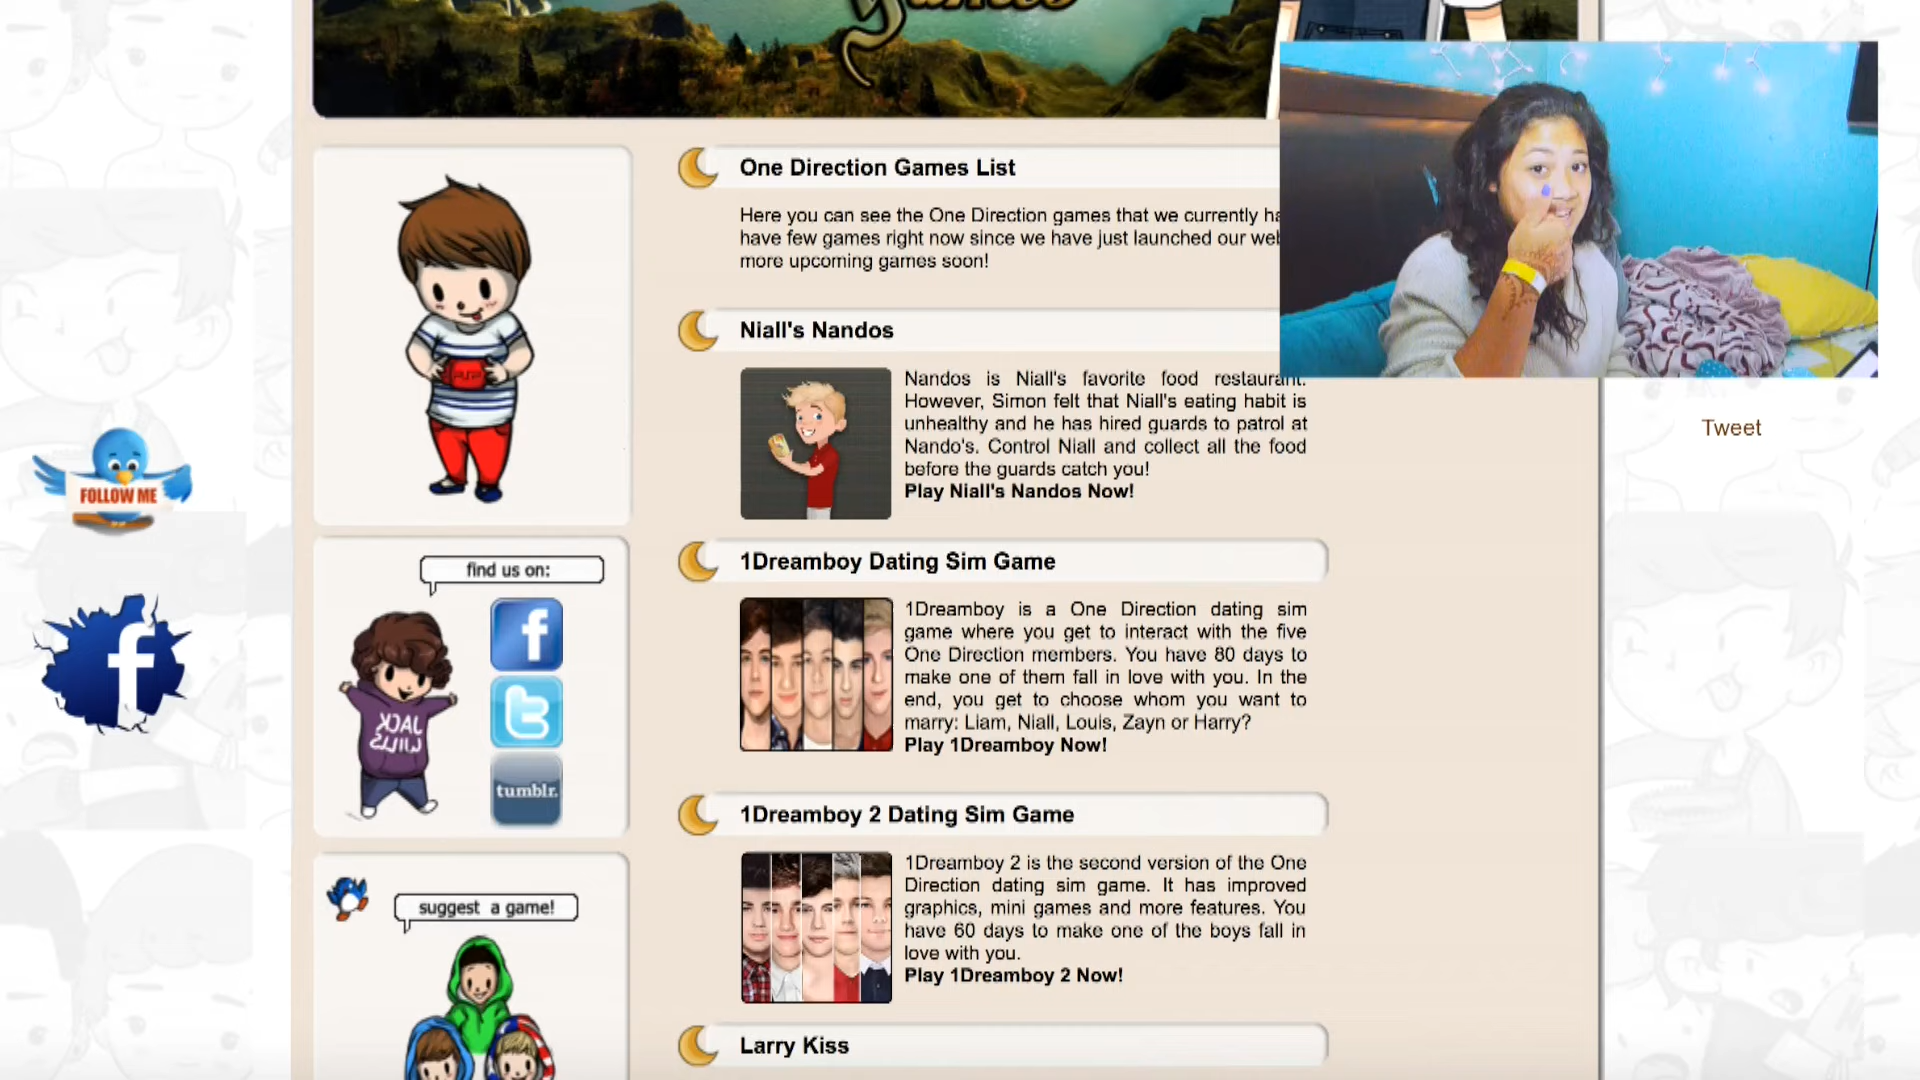 One Direction Games List
Here you can see the One Direction games that we currently
have few games right now since we have just launched our
more upcoming games soon!
Niall's Nandos
Nandos is Niall's favorite food restaurant.
However, Simon felt that Niall's eating habit is
unhealthy and he has hired guards to patrol at
Nando's. Control Niall and collect all the food
before the guards catch you!
Play Niall's Nandos Now!
1Dreamboy Dating Sim Game
1Dreamboy is a One Direction dating sim
game where you get to interact with the five
One Direction members. You have 80 days to
make one of them fall in love with you. In the
end, you get to choose whom you want to
marry: Liam, Niall, Louis, Zayn or Harry?
Play 1Dreamboy Now!
1Dreamboy 2 Dating Sim Game
1Dreamboy 2 is the second version of the One
Direction dating sim game. It has improved
graphics, mini games and more features. You
have 60 days to make one of the boys fall in
love with you.
Play 1Dreamboy 2 Now!
Larry Kiss
PSP
find us on:
JACK
WILLS
f
t
tumblr.
suggest a game!
FOLLOW ME
f
Tweet